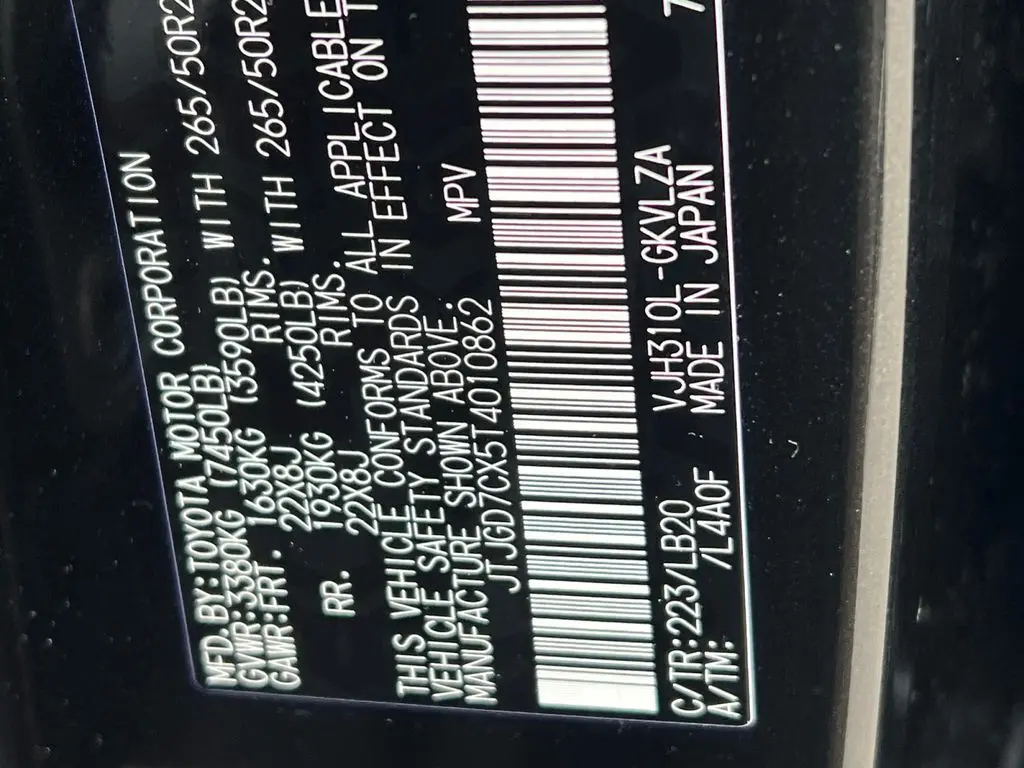 MFD.BY:TOYOTA MOTOR CORPORATION
GVWR:3380KG (7450LB)
GAWR:FRT. 1630KG (3590LB) WITH 265/50R2
22X8J RIMS.
RR. 1930KG (4250LB) WITH 265/50R2
22X8J RIMS.
THIS VEHICLE CONFORMS TO ALL APPLICABLE
VEHICLE SAFETY STANDARDS IN EFFECT ON T
MANUFACTURE SHOWN ABOVE.
JTJGD7CX5T4010862 MPV
C/TR:223/LB20 VJH310L-GKVLZA 7
A/TM: /L4A0F MADE IN JAPAN